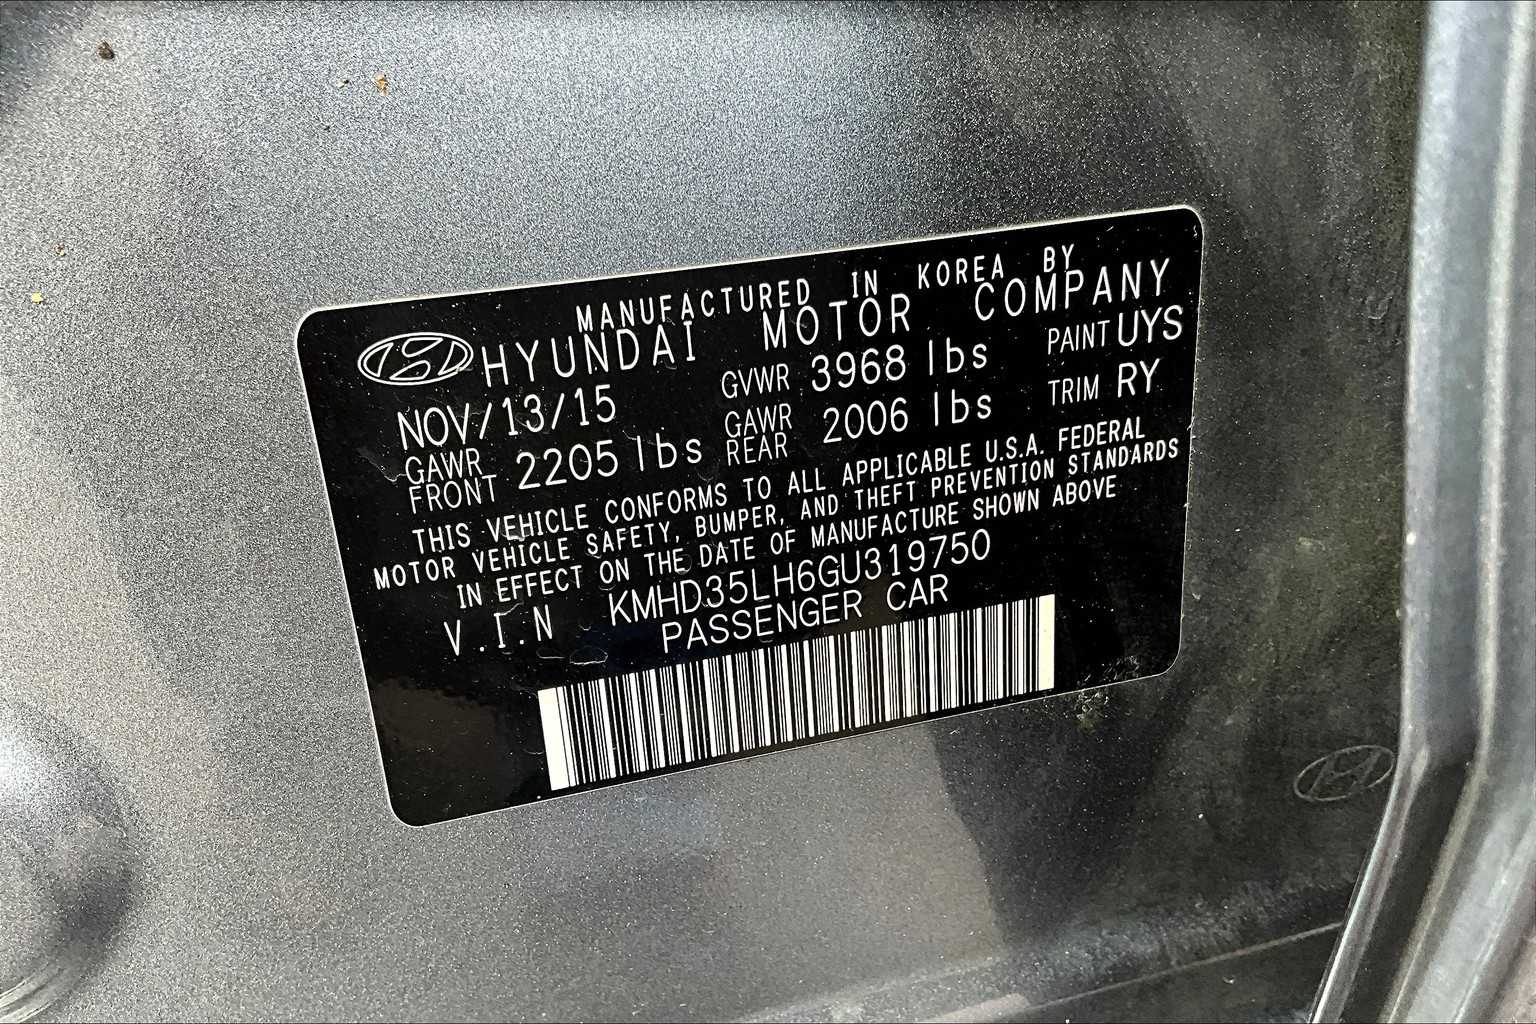 MANUFACTURED IN KOREA BY
HYUNDAI MOTOR COMPANY
NOV/13/15 GVWR 3968 lbs PAINT UYS
GAWR FRONT 2205 lbs GAWR REAR 2006 lbs TRIM RY
THIS VEHICLE CONFORMS TO ALL APPLICABLE U.S.A. FEDERAL
MOTOR VEHICLE SAFETY, BUMPER, AND THEFT PREVENTION STANDARDS
IN EFFECT ON THE DATE OF MANUFACTURE SHOWN ABOVE
V.I.N KMHD35LH6GU319750
PASSENGER CAR